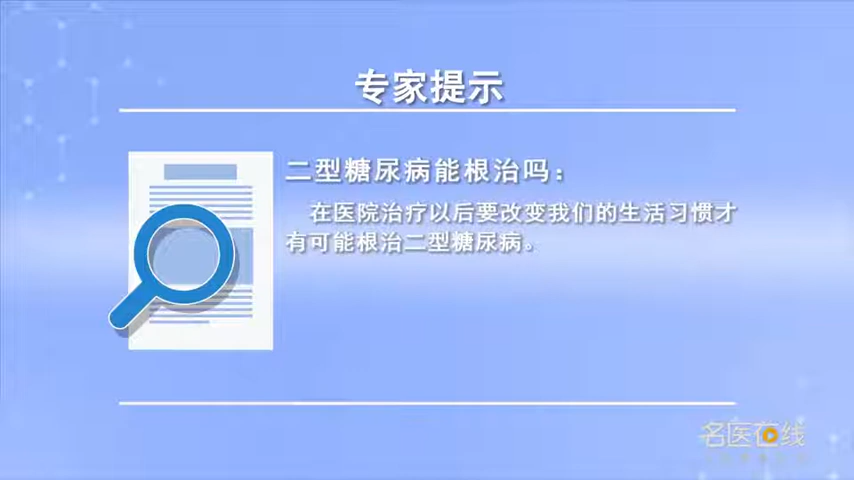 专家提示
二型糖尿病能根治吗：
在医院治疗以后要改变我们的生活习惯才
有可能根治二型糖尿病。
名医在线